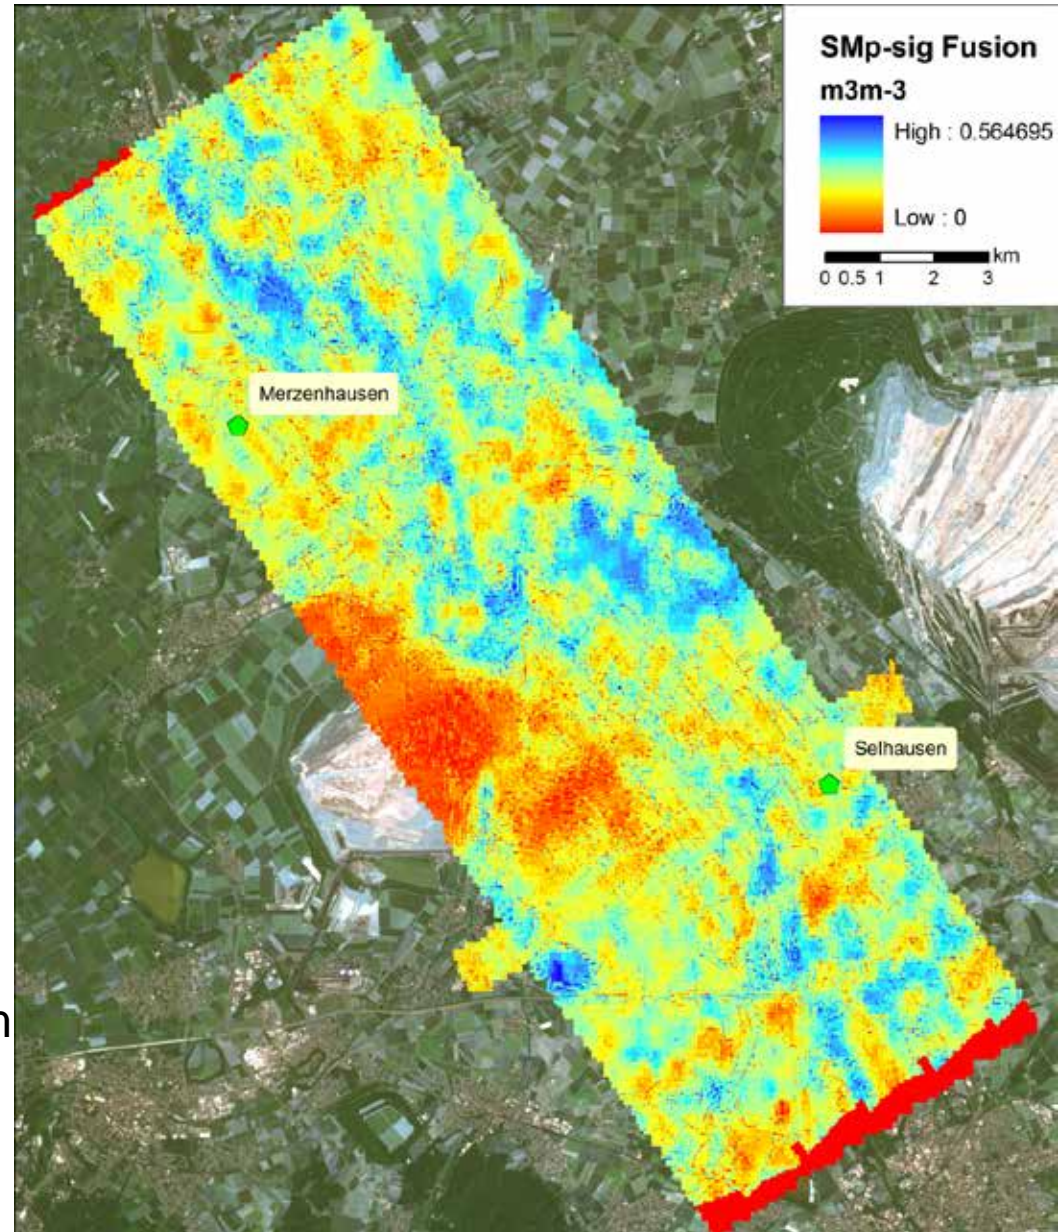 SMp-sig Fusion
m3m-3
High : 0.564695
Low : 0
km
0 0.5 1 2 3
Merzenhausen
Selhausen
n